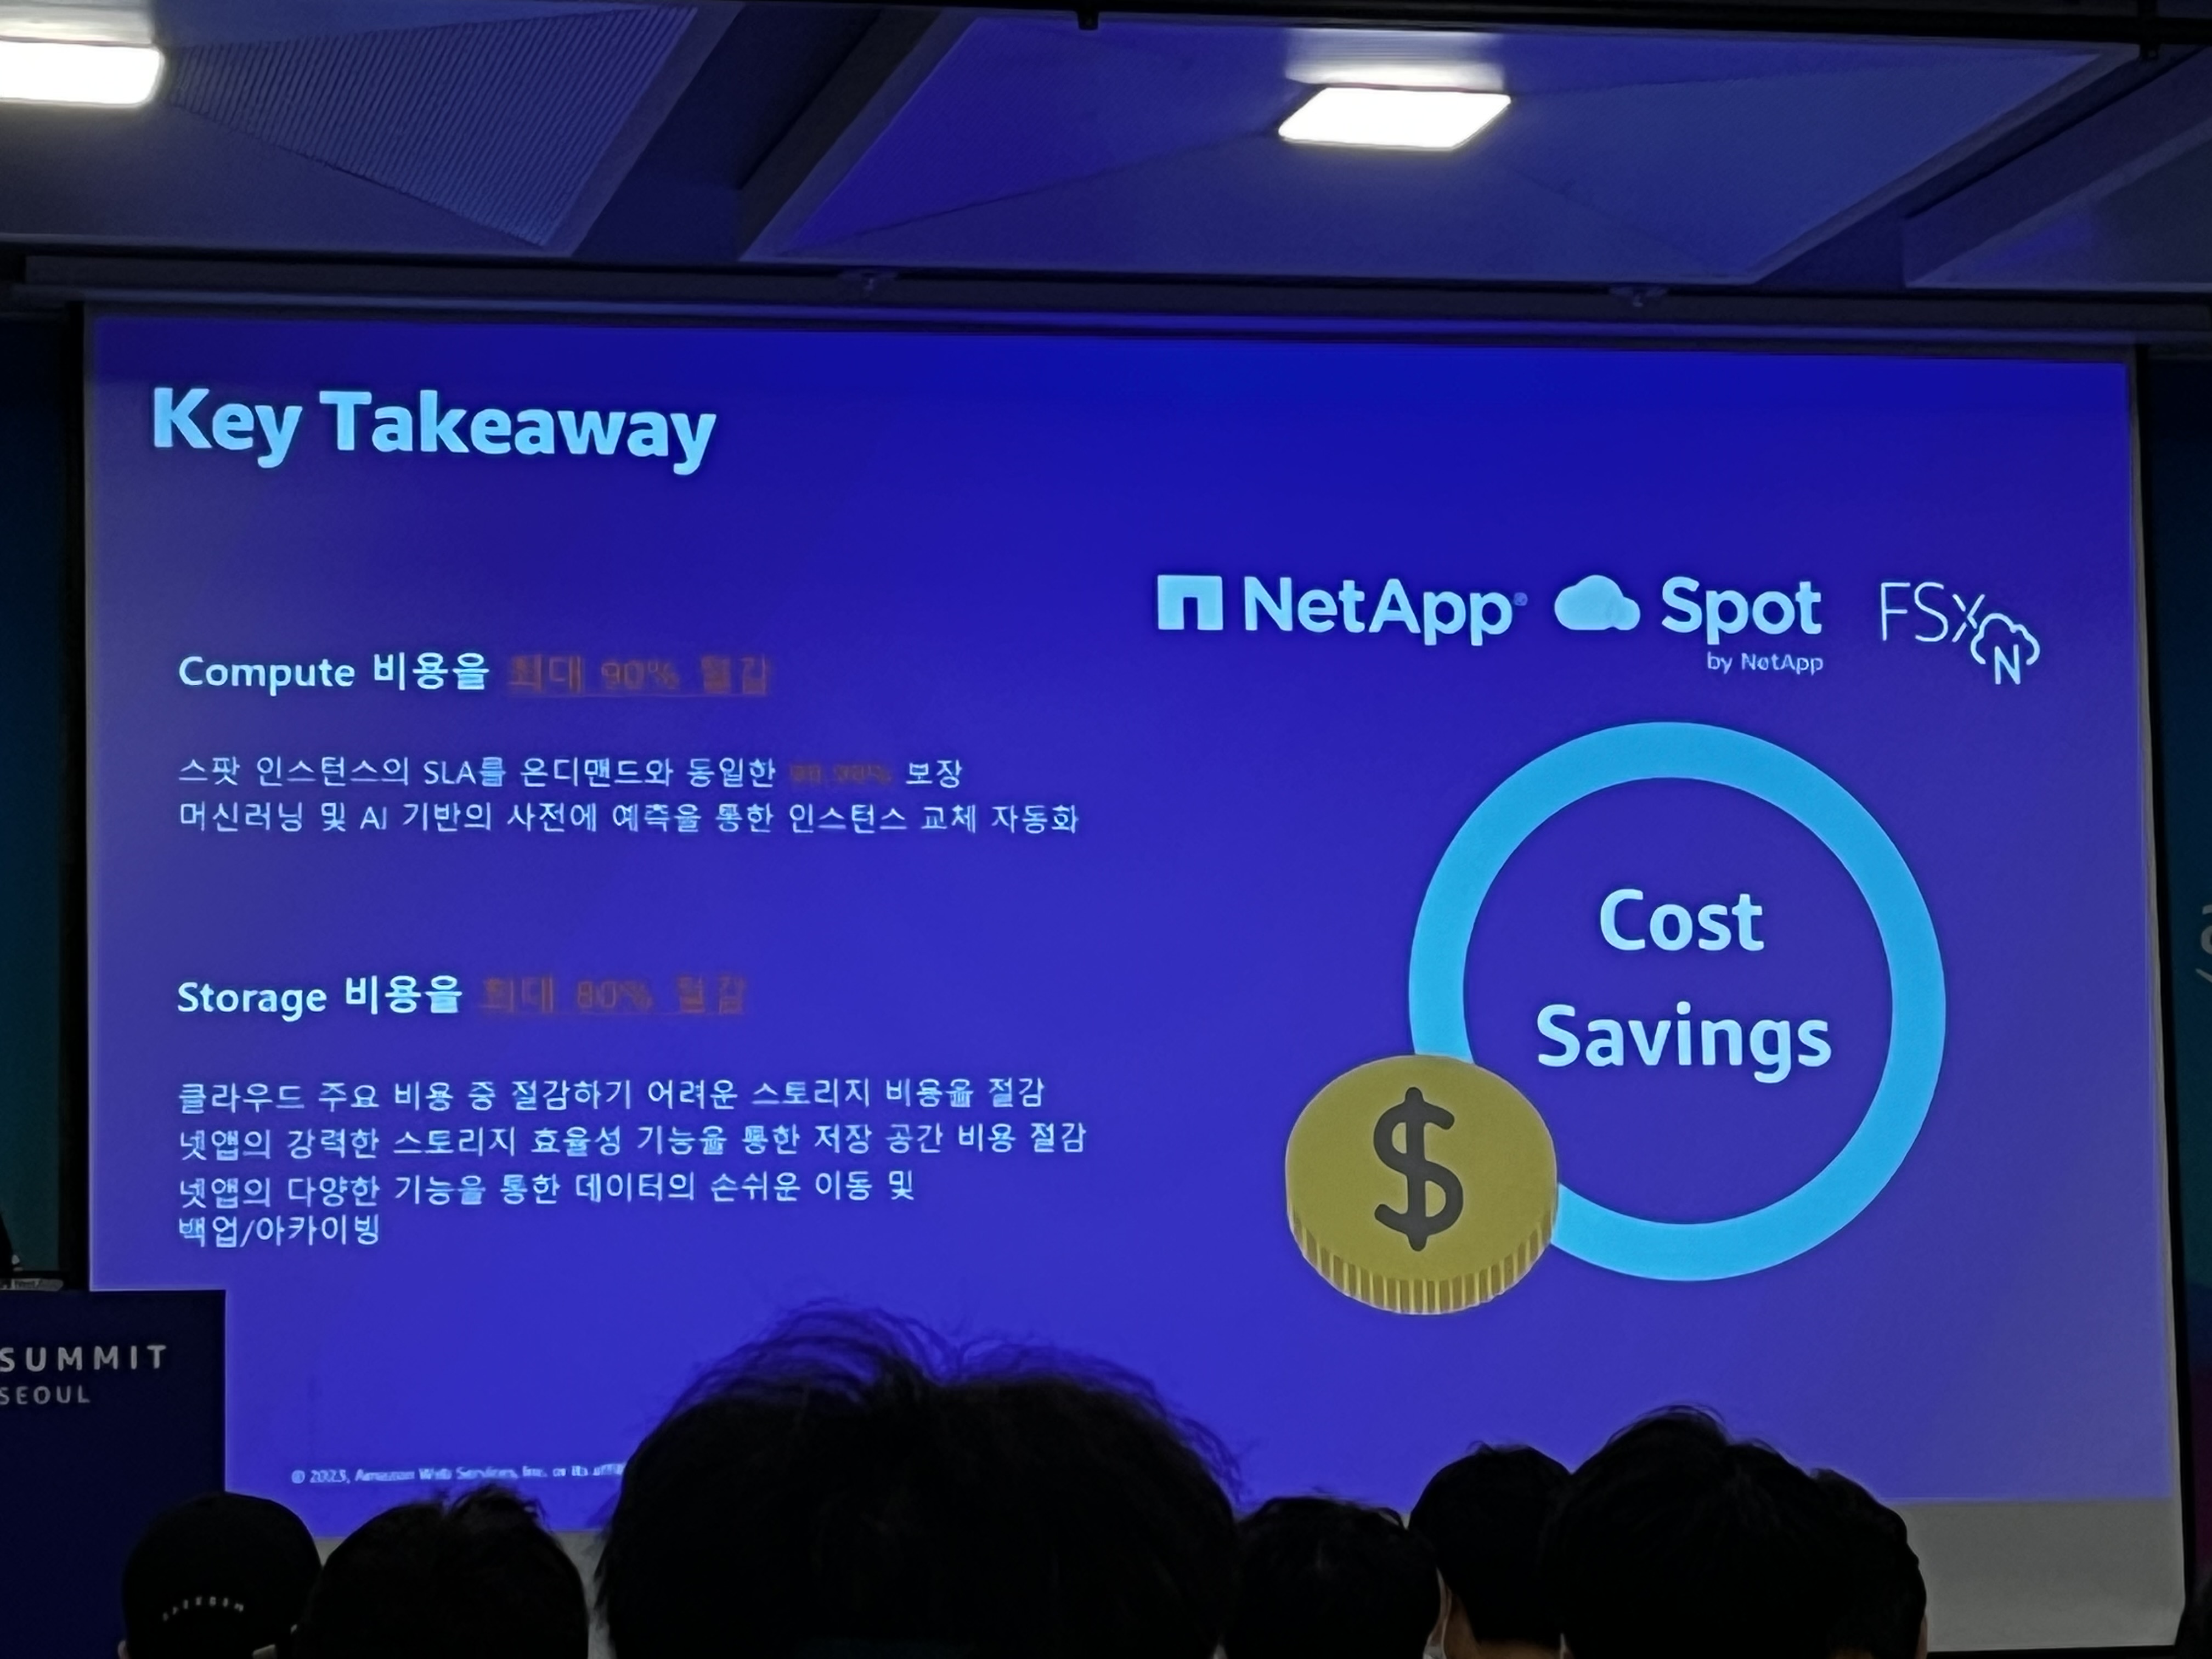 Key Takeaway
NetApp
Spot
by NetApp
FSx
N
Compute 비용을 최대 90% 절감
스팟 인스턴스의 SLA를 온디맨드와 동일한 보장
머신러닝 및 AI 기반의 사전에 예측을 통한 인스턴스 교체 자동화
Storage 비용을 최대 80% 절감
클라우드 주요 비용 중 절감하기 어려운 스토리지 비용을 절감
넷앱의 강력한 스토리지 효율성 기능을 통한 저장 공간 비용 절감
넷앱의 다양한 기능을 통한 데이터의 손쉬운 이동 및
백업/아카이빙
Cost
Savings
$
SUMMIT
SEOUL
© 2023, Amazon Web Services, Inc. or its